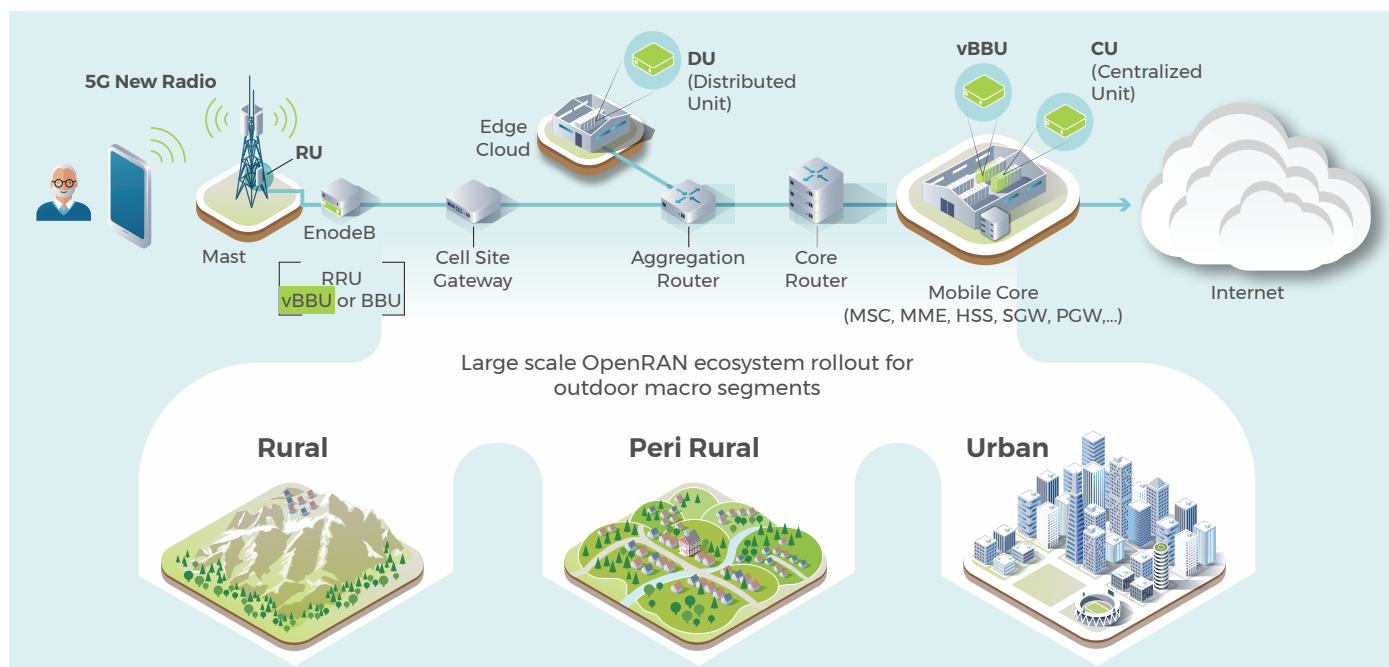 5G New Radio
RU
Mast
EnodeB
RRU
vBBU or BBU
Cell Site
Gateway
Edge
Cloud
DU
(Distributed
Unit)
Aggregation
Router
Core
Router
vBBU
CU
(Centralized
Unit)
Mobile Core
(MSC, MME, HSS, SGW, PGW,...)
Internet
Large scale OpenRAN ecosystem rollout for
outdoor macro segments
Rural
Peri Rural
Urban